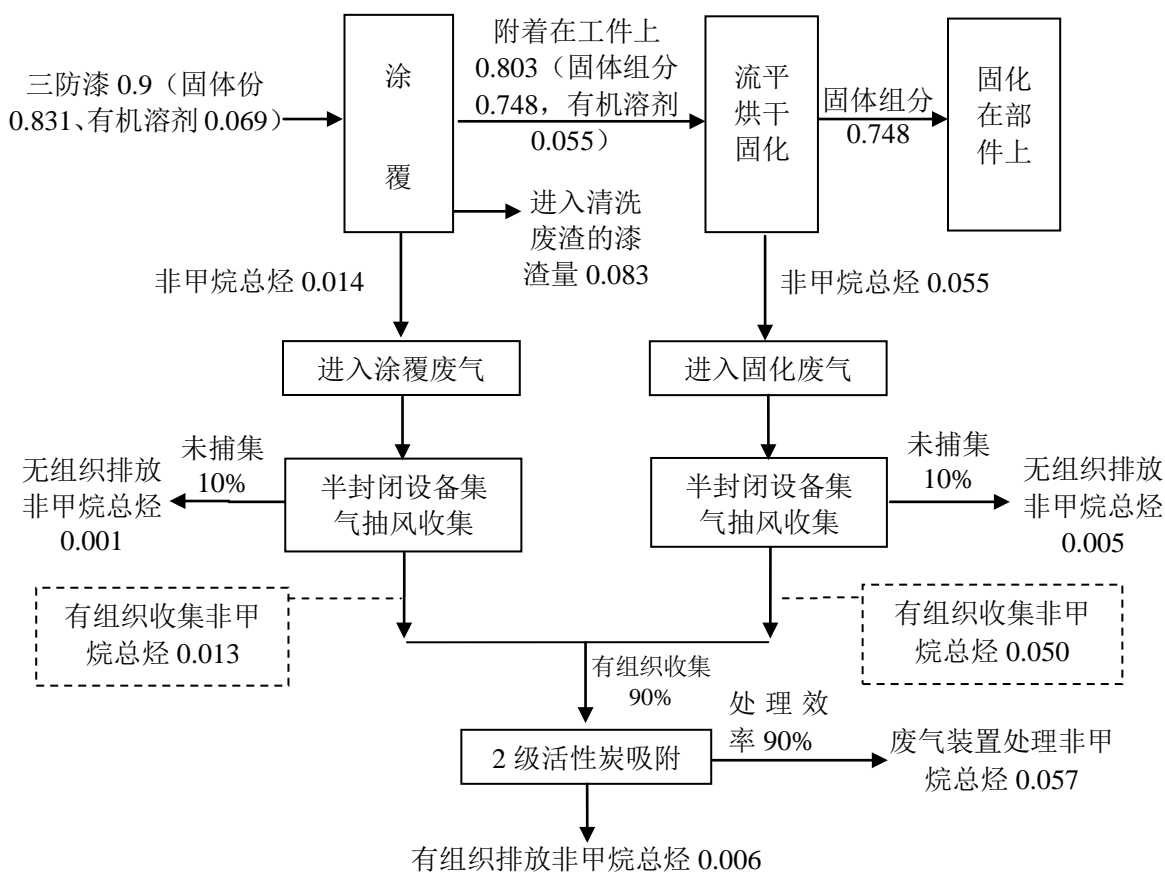 三防漆 0.9（固体份
0.831、有机溶剂 0.069）
涂
覆
附着在工件上
0.803（固体组分
0.748，有机溶剂
0.055）
流平
烘干
固化
固体组分
0.748
固化
在部
件上
进入清洗
废渣的漆
渣量 0.083
非甲烷总烃 0.014
非甲烷总烃 0.055
进入涂覆废气
进入固化废气
未捕集
10%
无组织排放
非甲烷总烃
0.001
半封闭设备集
气抽风收集
半封闭设备集
气抽风收集
未捕集
10%
无组织排放
非甲烷总烃
0.005
有组织收集非甲
烷总烃 0.013
有组织收集非甲
烷总烃 0.050
有组织收集
90%
2 级活性炭吸附
处 理 效
率 90%
废气装置处理非甲
烷总烃 0.057
有组织排放非甲烷总烃 0.006